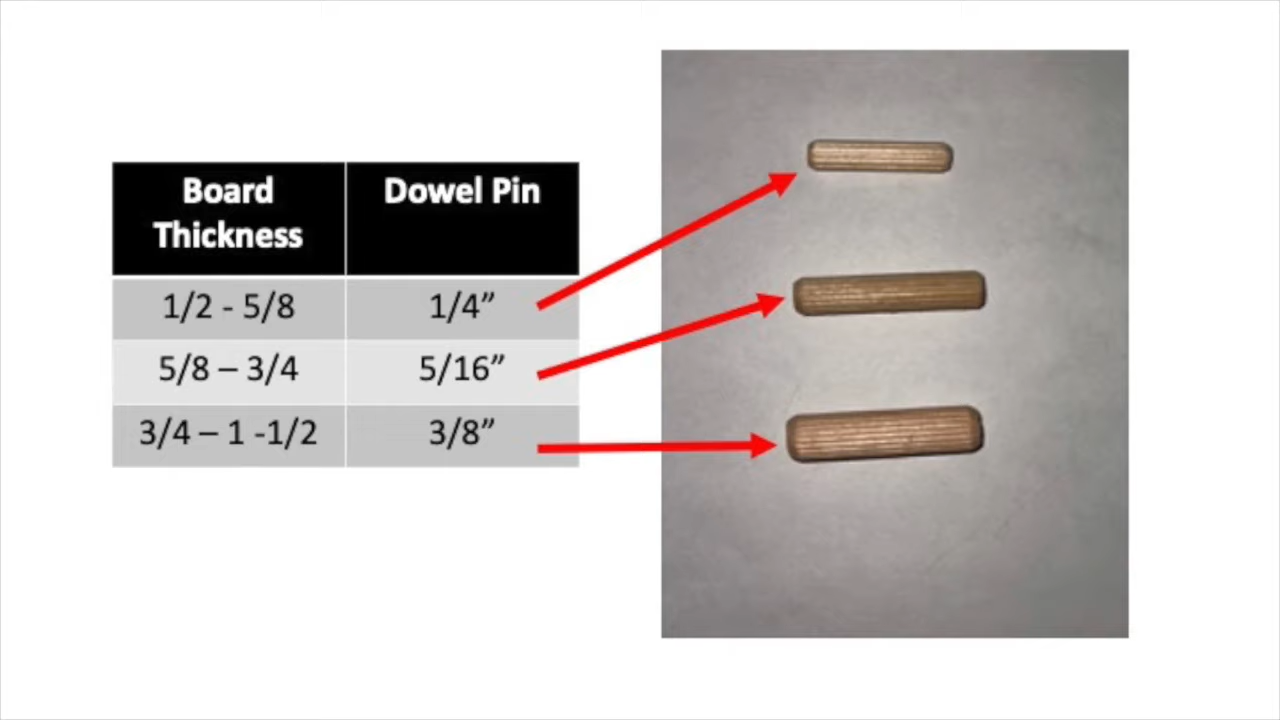 Board Dowel Pin
Thickness
1/2 - 5/8 1/4”
5/8 – 3/4 5/16”
3/4 – 1 -1/2 3/8”